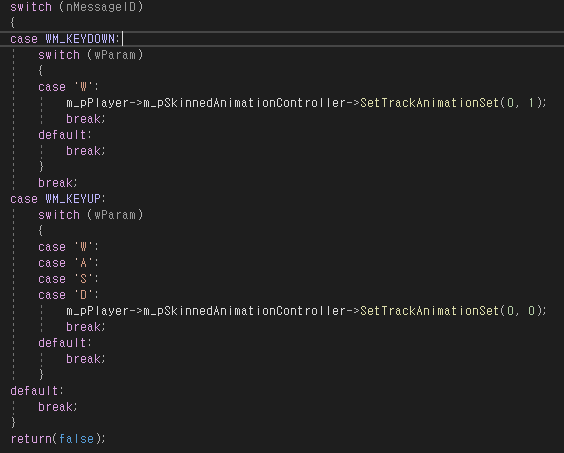 switch (nMessageID)
{
case WM_KEYDOWN:
switch (wParam)
{
case 'W':
m_pPlayer->m_pSkinnedAnimationController->SetTrackAnimationSet(0, 1);
break;
default:
break;
}
break;
case WM_KEYUP:
switch (wParam)
{
case 'W':
case 'A':
case 'S':
case 'D':
m_pPlayer->m_pSkinnedAnimationController->SetTrackAnimationSet(0, 0);
break;
default:
break;
}
default:
break;
}
return(false);